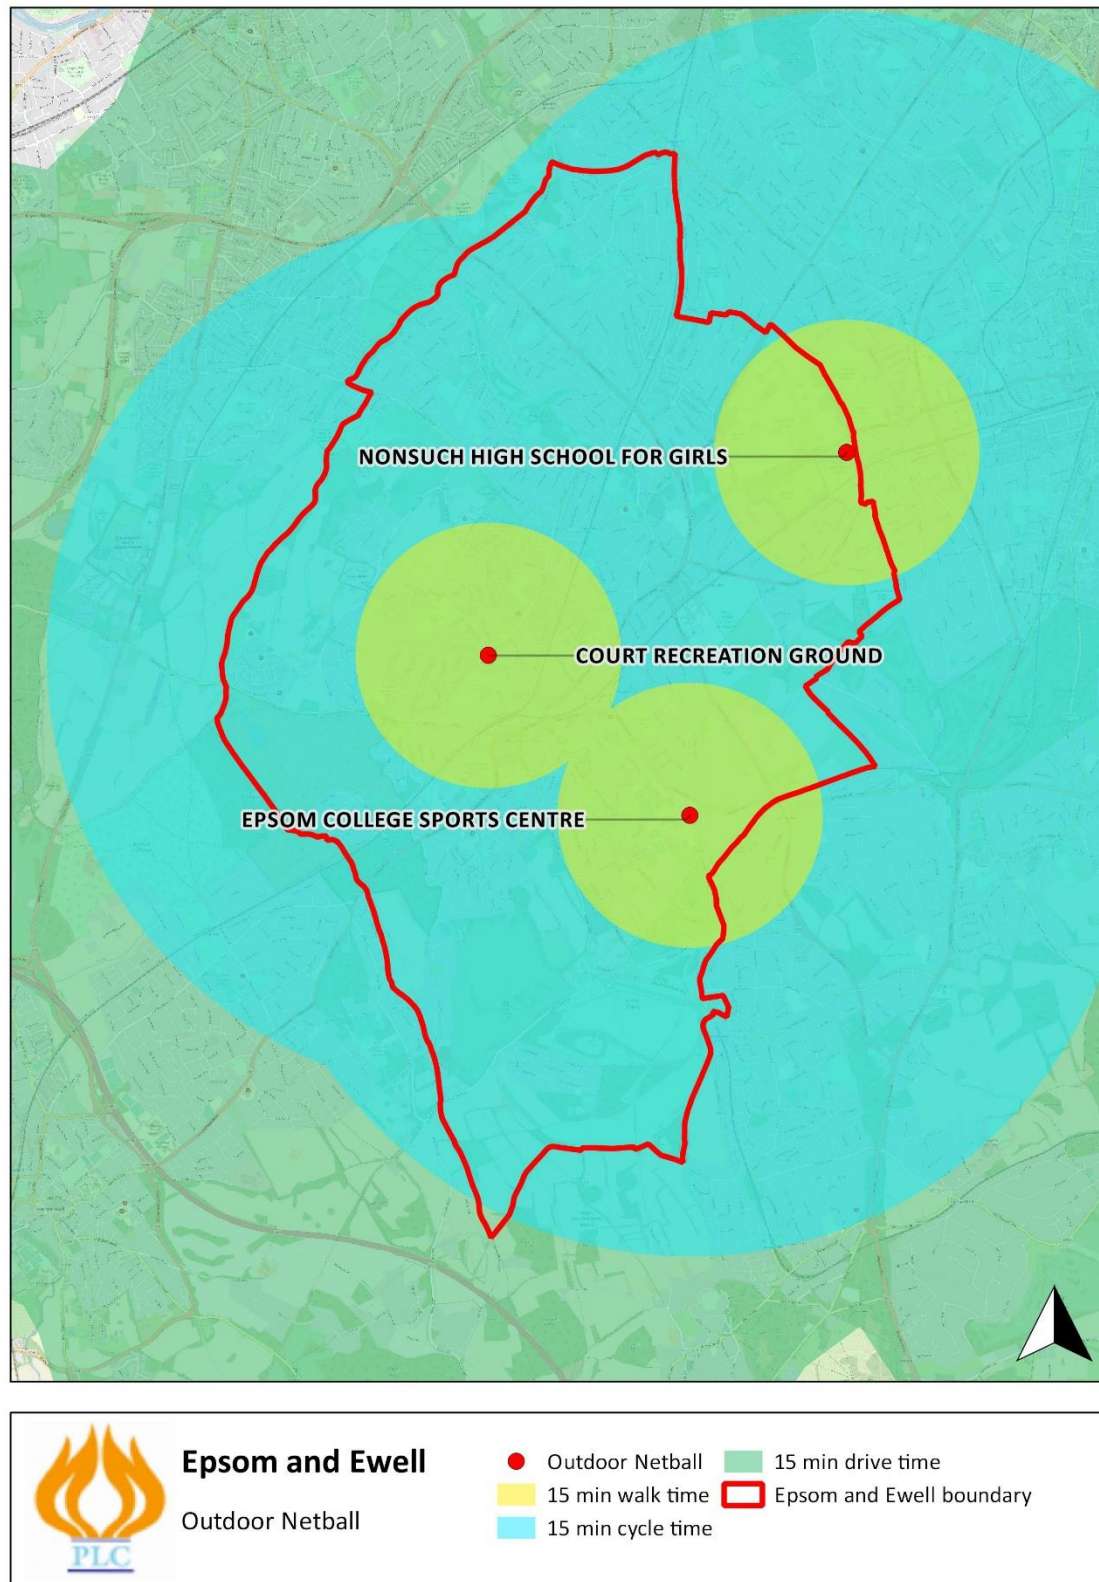 NONSUCH HIGH SCHOOL FOR GIRLS
COURT RECREATION GROUND
EPSOM COLLEGE SPORTS CENTRE
PLC
Epsom and Ewell
Outdoor Netball
Outdoor Netball
15 min walk time
15 min cycle time
15 min drive time
Epsom and Ewell boundary